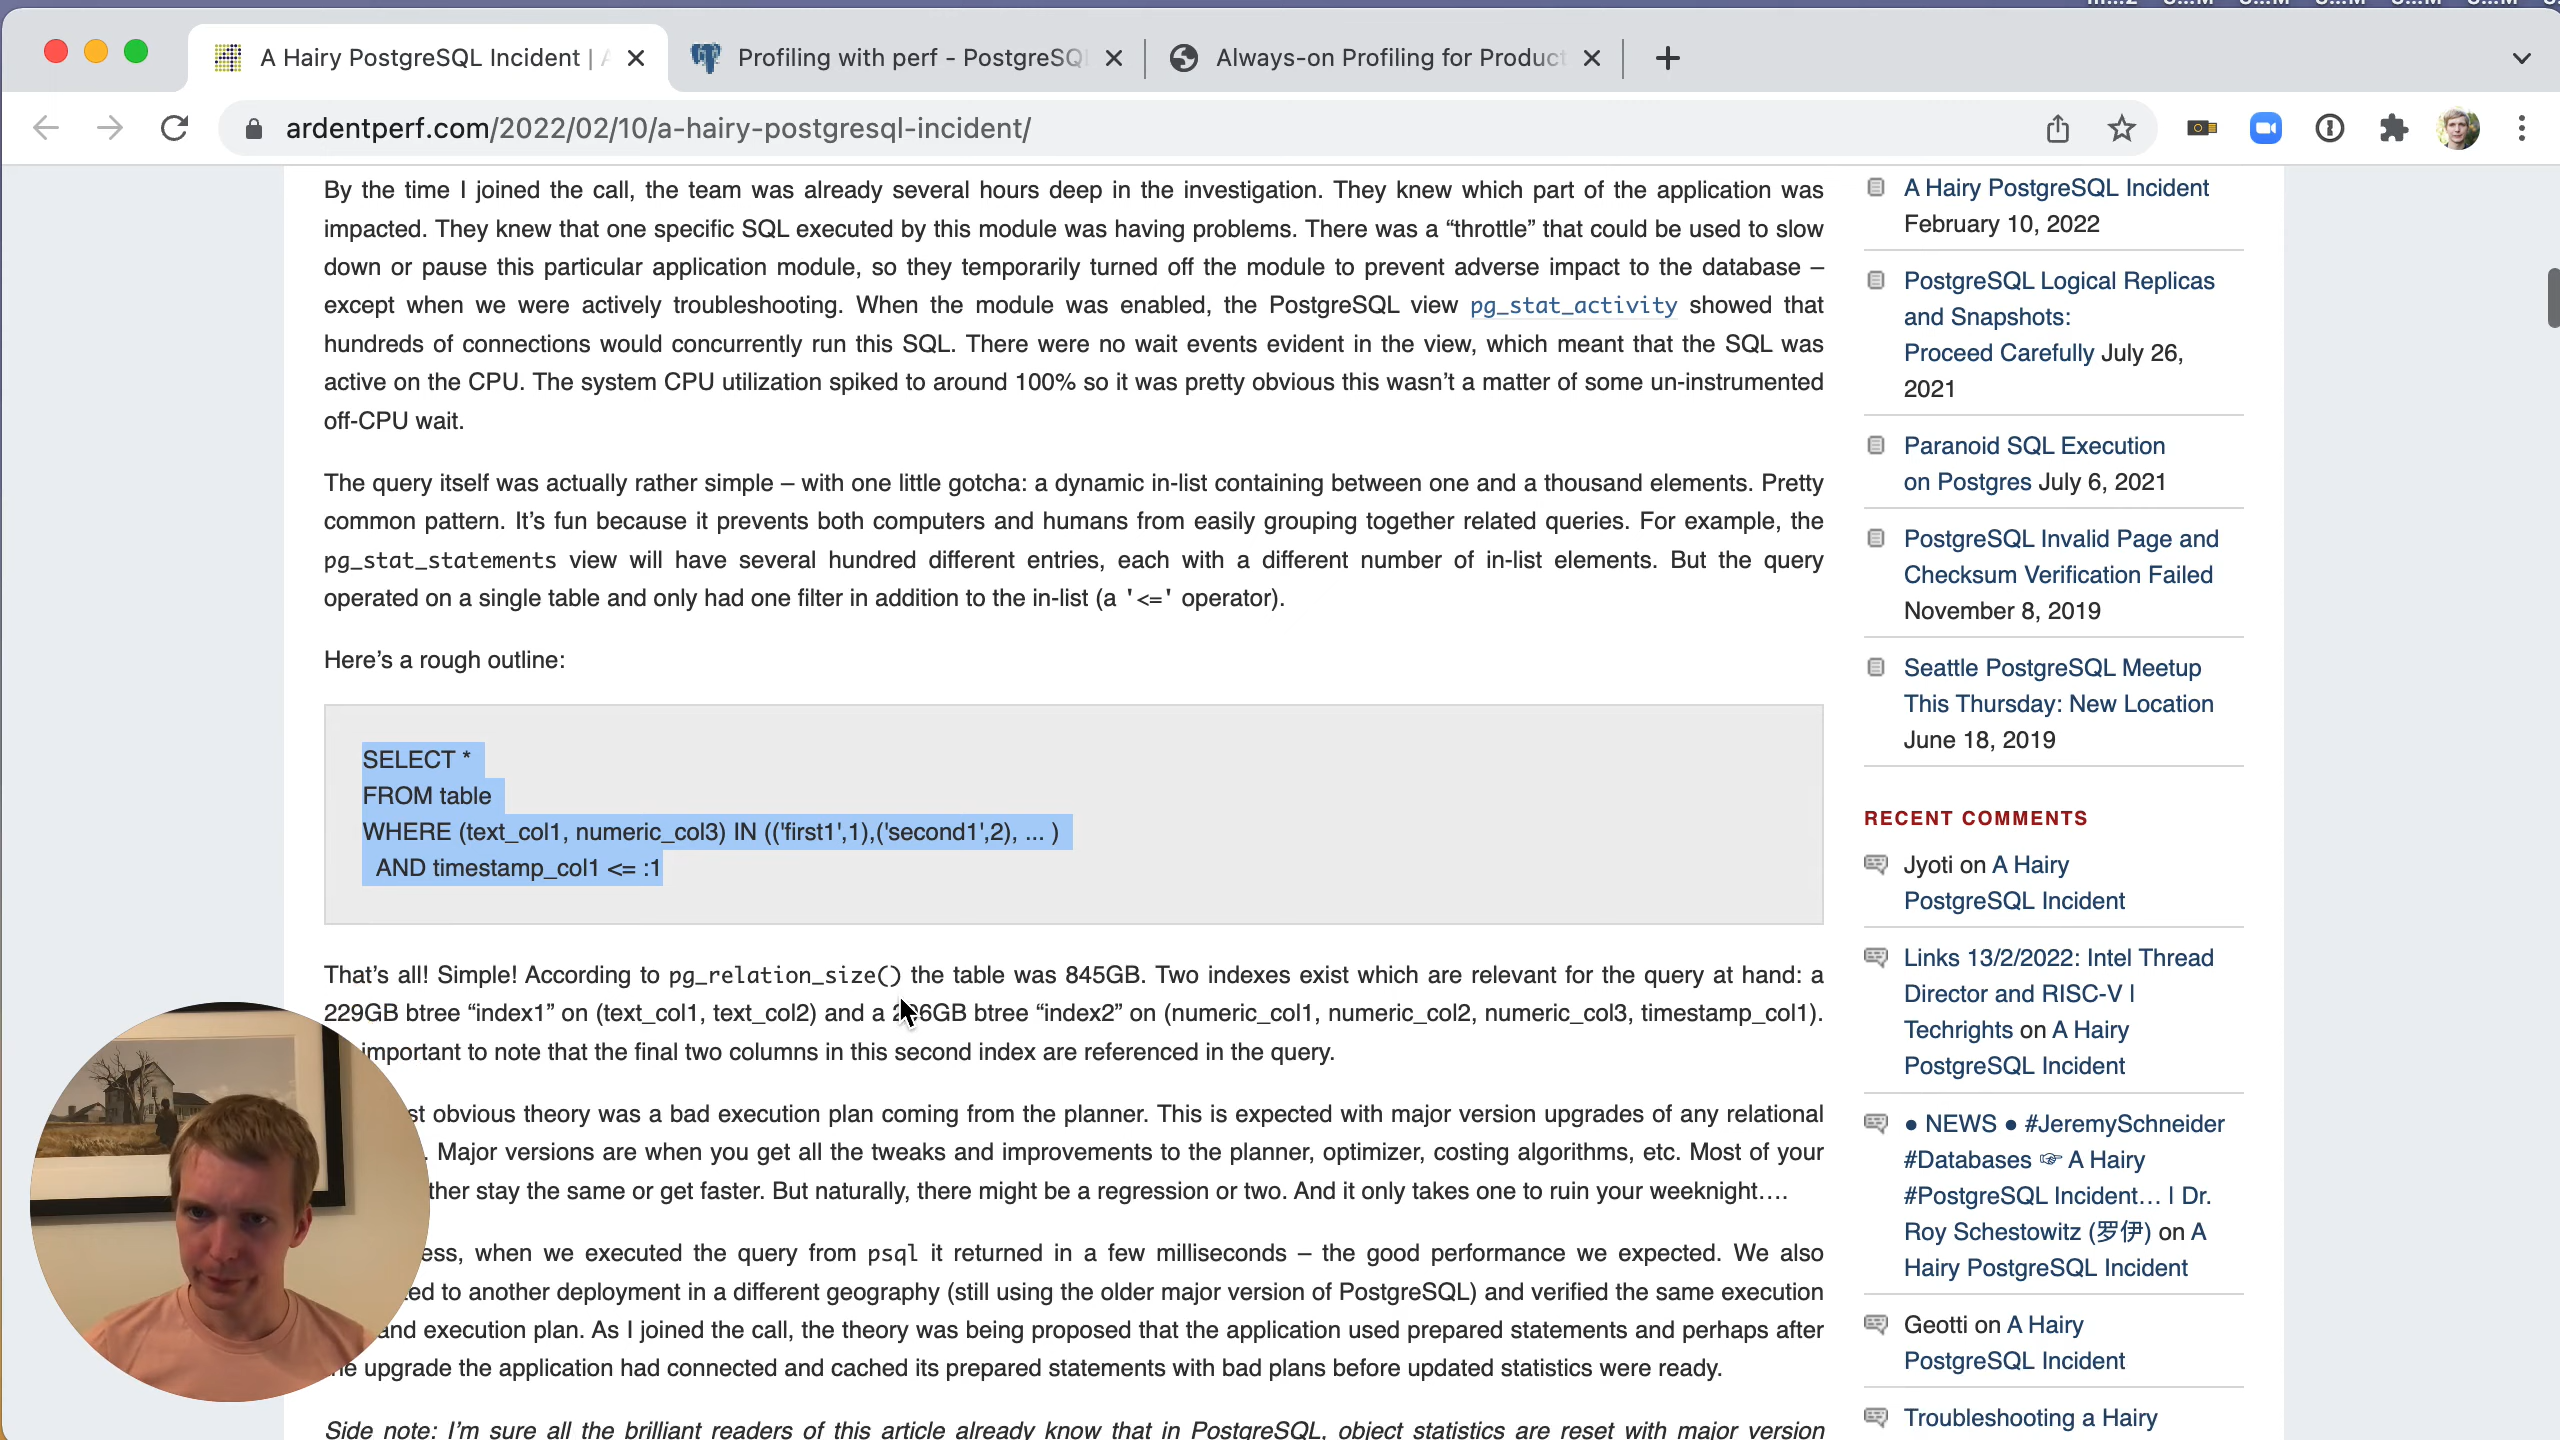 A Hairy PostgreSQL Incident |
Profiling with perf - PostgreSQL
Always-on Profiling for Product
ardentperf.com/2022/02/10/a-hairy-postgresql-incident/
By the time I joined the call, the team was already several hours deep in the investigation. They knew which part of the application was
impacted. They knew that one specific SQL executed by this module was having problems. There was a “throttle” that could be used to slow
down or pause this particular application module, so they temporarily turned off the module to prevent adverse impact to the database –
except when we were actively troubleshooting. When the module was enabled, the PostgreSQL view pg_stat_activity showed that
hundreds of connections would concurrently run this SQL. There were no wait events evident in the view, which meant that the SQL was
active on the CPU. The system CPU utilization spiked to around 100% so it was pretty obvious this wasn’t a matter of some un-instrumented
off-CPU wait.
The query itself was actually rather simple – with one little gotcha: a dynamic in-list containing between one and a thousand elements. Pretty
common pattern. It’s fun because it prevents both computers and humans from easily grouping together related queries. For example, the
pg_stat_statements view will have several hundred different entries, each with a different number of in-list elements. But the query
operated on a single table and only had one filter in addition to the in-list (a '<=' operator).
Here’s a rough outline:
SELECT *
FROM table
WHERE (text_col1, numeric_col3) IN (('first1',1),('second1',2), ... )
AND timestamp_col1 <= :1
That’s all! Simple! According to pg_relation_size() the table was 845GB. Two indexes exist which are relevant for the query at hand: a
229GB btree “index1” on (text_col1, text_col2) and a btree “index2” on (numeric_col1, numeric_col2, numeric_col3, timestamp_col1).
important to note that the final two columns in this second index are referenced in the query.
obvious theory was a bad execution plan coming from the planner. This is expected with major version upgrades of any relational
. Major versions are when you get all the tweaks and improvements to the planner, optimizer, costing algorithms, etc. Most of your
stay the same or get faster. But naturally, there might be a regression or two. And it only takes one to ruin your weeknight….
, when we executed the query from psql it returned in a few milliseconds – the good performance we expected. We also
to another deployment in a different geography (still using the older major version of PostgreSQL) and verified the same execution
and execution plan. As I joined the call, the theory was being proposed that the application used prepared statements and perhaps after
upgrade the application had connected and cached its prepared statements with bad plans before updated statistics were ready.
Side note: I’m sure all the brilliant readers of this article already know that in PostgreSQL, object statistics are reset with major version
A Hairy PostgreSQL Incident
February 10, 2022
PostgreSQL Logical Replicas
and Snapshots:
Proceed Carefully July 26,
2021
Paranoid SQL Execution
on Postgres July 6, 2021
PostgreSQL Invalid Page and
Checksum Verification Failed
November 8, 2019
Seattle PostgreSQL Meetup
This Thursday: New Location
June 18, 2019
RECENT COMMENTS
Jyoti on A Hairy
PostgreSQL Incident
Links 13/2/2022: Intel Thread
Director and RISC-V |
Techrights on A Hairy
PostgreSQL Incident
● NEWS ● #JeremySchneider
#Databases ☞ A Hairy
#PostgreSQL Incident… | Dr.
Roy Schestowitz (罗伊) on A
Hairy PostgreSQL Incident
Geotti on A Hairy
PostgreSQL Incident
Troubleshooting a Hairy